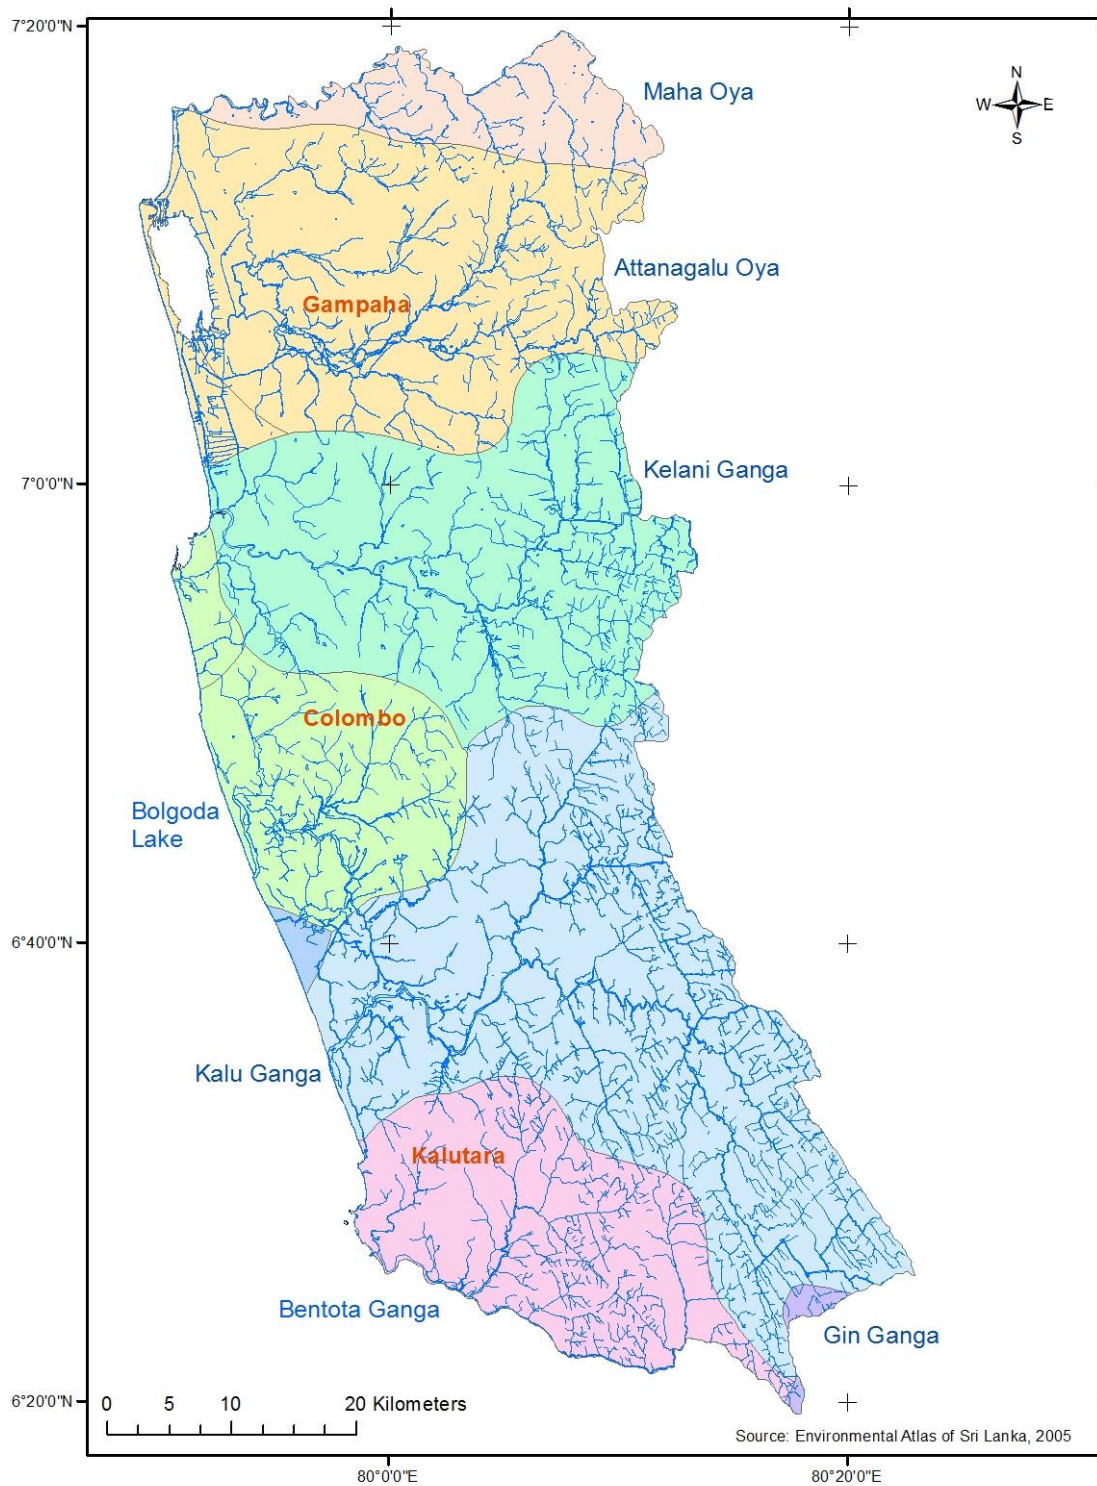 7°20'0"N
Maha Oya
N
W E
S
Attanagalu Oya
Gampaha
Kelani Ganga
7°0'0"N
Colombo
Bolgoda
Lake
6°40'0"N
Kalu Ganga
Kalutara
Bentota Ganga
Gin Ganga
6°20'0"N
0 5 10 20 Kilometers
Source: Environmental Atlas of Sri Lanka, 2005
80°0'0"E
80°20'0"E